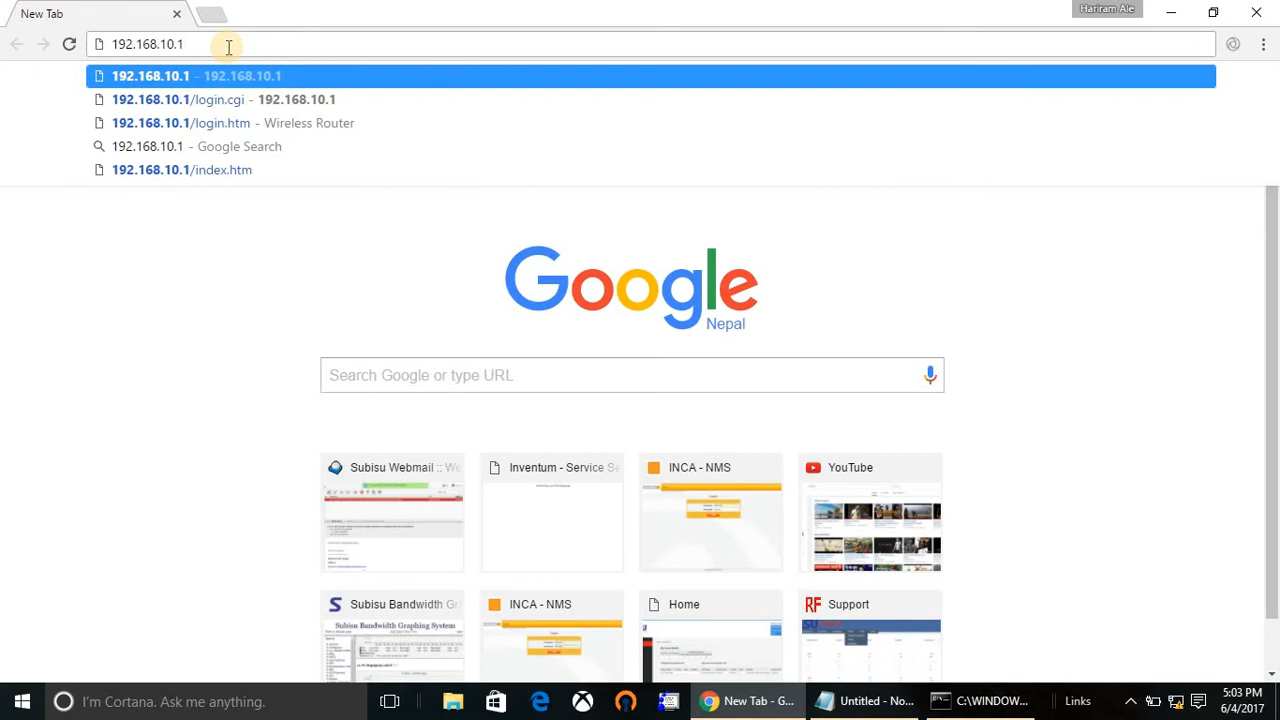 New Tab
Hariram Ale
192.168.10.1
192.168.10.1 - 192.168.10.1
192.168.10.1/login.cgi - 192.168.10.1
192.168.10.1/login.htm - Wireless Router
192.168.10.1 - Google Search
192.168.10.1/index.htm
Google
Nepal
Search Google or type URL
Subisu Webmail :: We
Inventum - Service Se
INCA - NMS
YouTube
Subisu Bandwidth Gr
INCA - NMS
Home
RF Support
Subisu Bandwidth Graphing System
I'm Cortana. Ask me anything.
New Tab - G...
Untitled - No...
C:\WINDOW...
Links
5:03 PM
6/4/2017